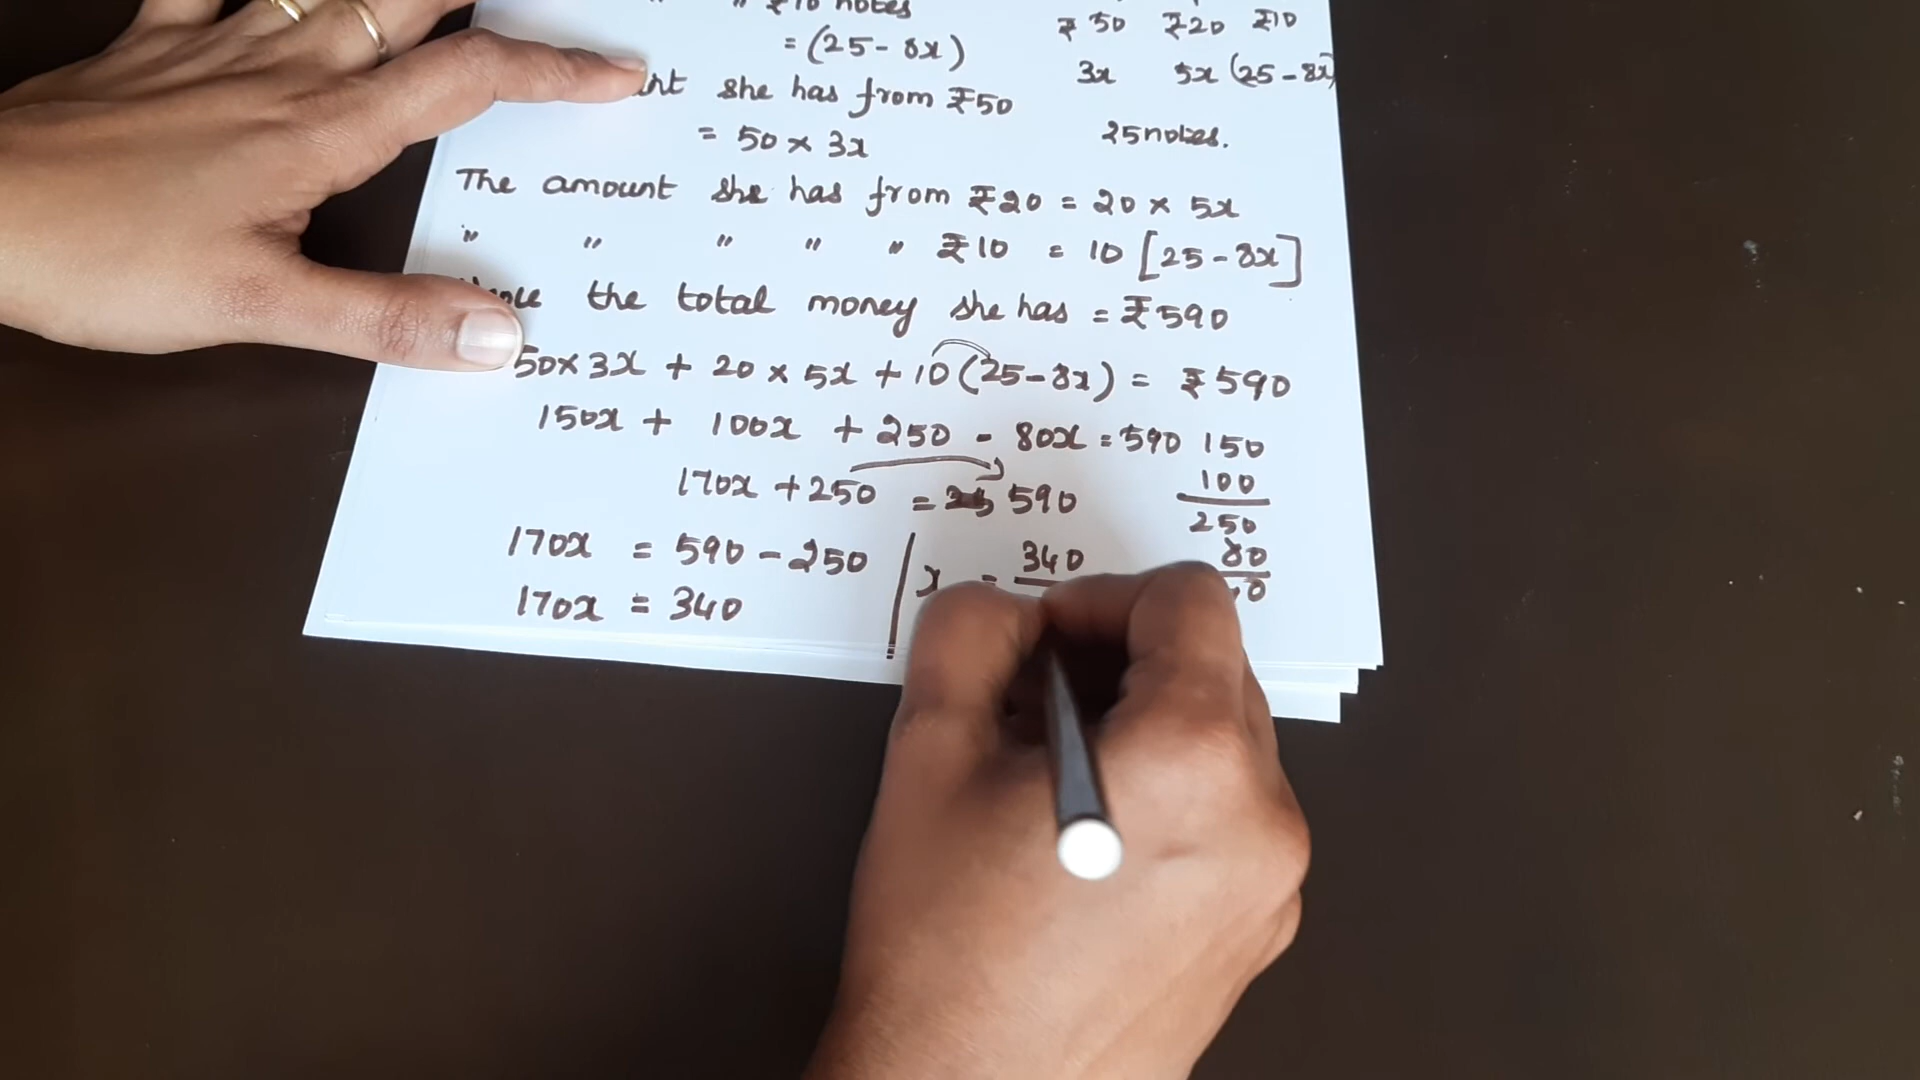 " ₹10 notes
= (25 - 8x)
she has from ₹50
= 50 × 3x
The amount she has from ₹20 = 20 × 5x
" " " " " ₹10 = 10 [25 - 8x]
the total money she has = ₹590
50 × 3x + 20 × 5x + 10 (25 - 8x) = ₹590
150x + 100x + 250 - 80x = 590
170x + 250 = 590
170x = 590 - 250
170x = 340
x = 340
₹50 ₹20 ₹10
3x 5x (25 - 8x)
25 notes.
150
100
250
80